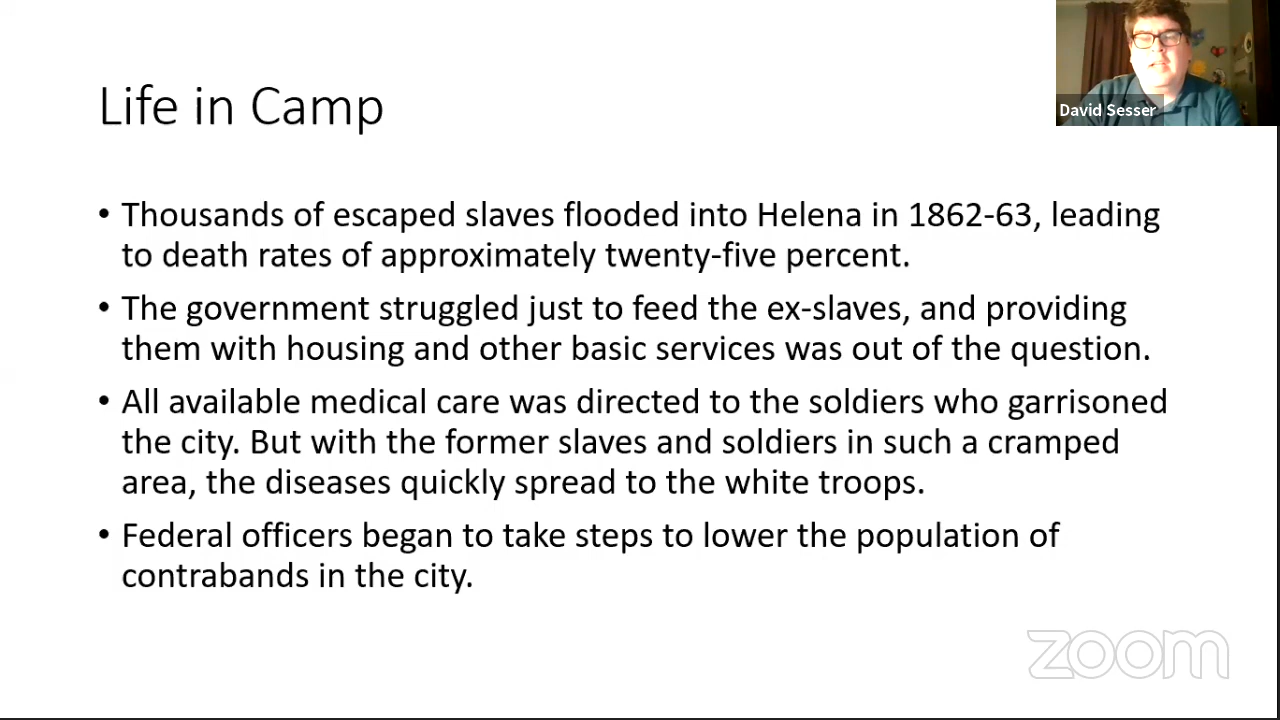 David Sesser
Life in Camp
• Thousands of escaped slaves flooded into Helena in 1862-63, leading
to death rates of approximately twenty-five percent.
• The government struggled just to feed the ex-slaves, and providing
them with housing and other basic services was out of the question.
• All available medical care was directed to the soldiers who garrisoned
the city. But with the former slaves and soldiers in such a cramped
area, the diseases quickly spread to the white troops.
• Federal officers began to take steps to lower the population of
contrabands in the city.
zoom